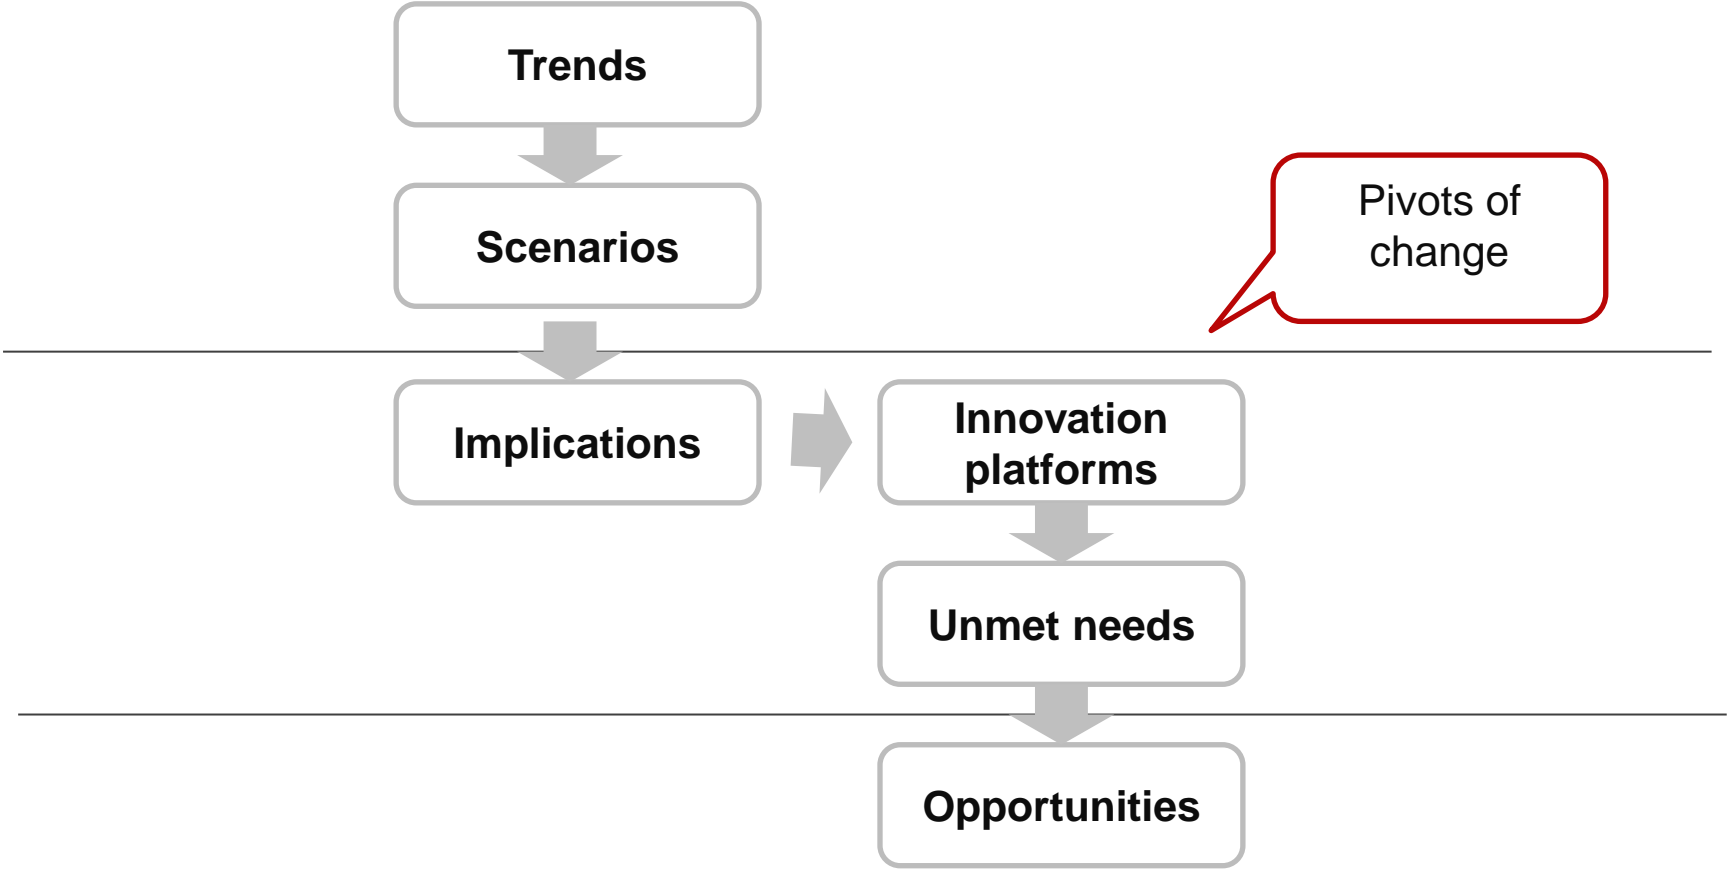 Trends
Scenarios
Pivots of
change
Implications
Innovation
platforms
Unmet needs
Opportunities